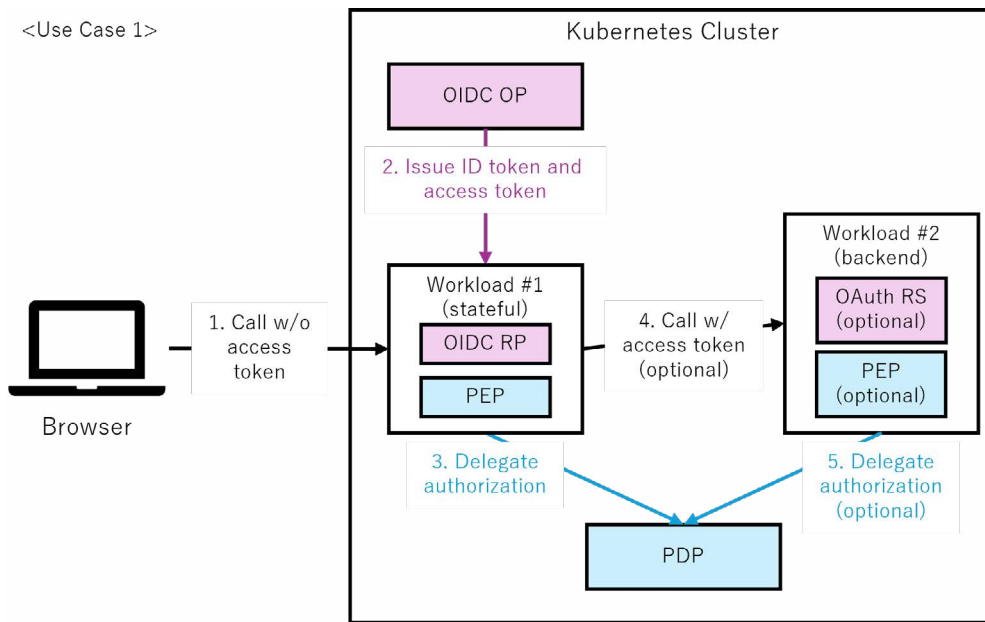 <Use Case 1>
Kubernetes Cluster
OIDC OP
2. Issue ID token and
access token
Workload #1
(stateful)
OIDC RP
PEP
1. Call w/o
access
token
Browser
4. Call w/
access token
(optional)
Workload #2
(backend)
OAuth RS
(optional)
PEP
(optional)
3. Delegate
authorization
5. Delegate
authorization
(optional)
PDP